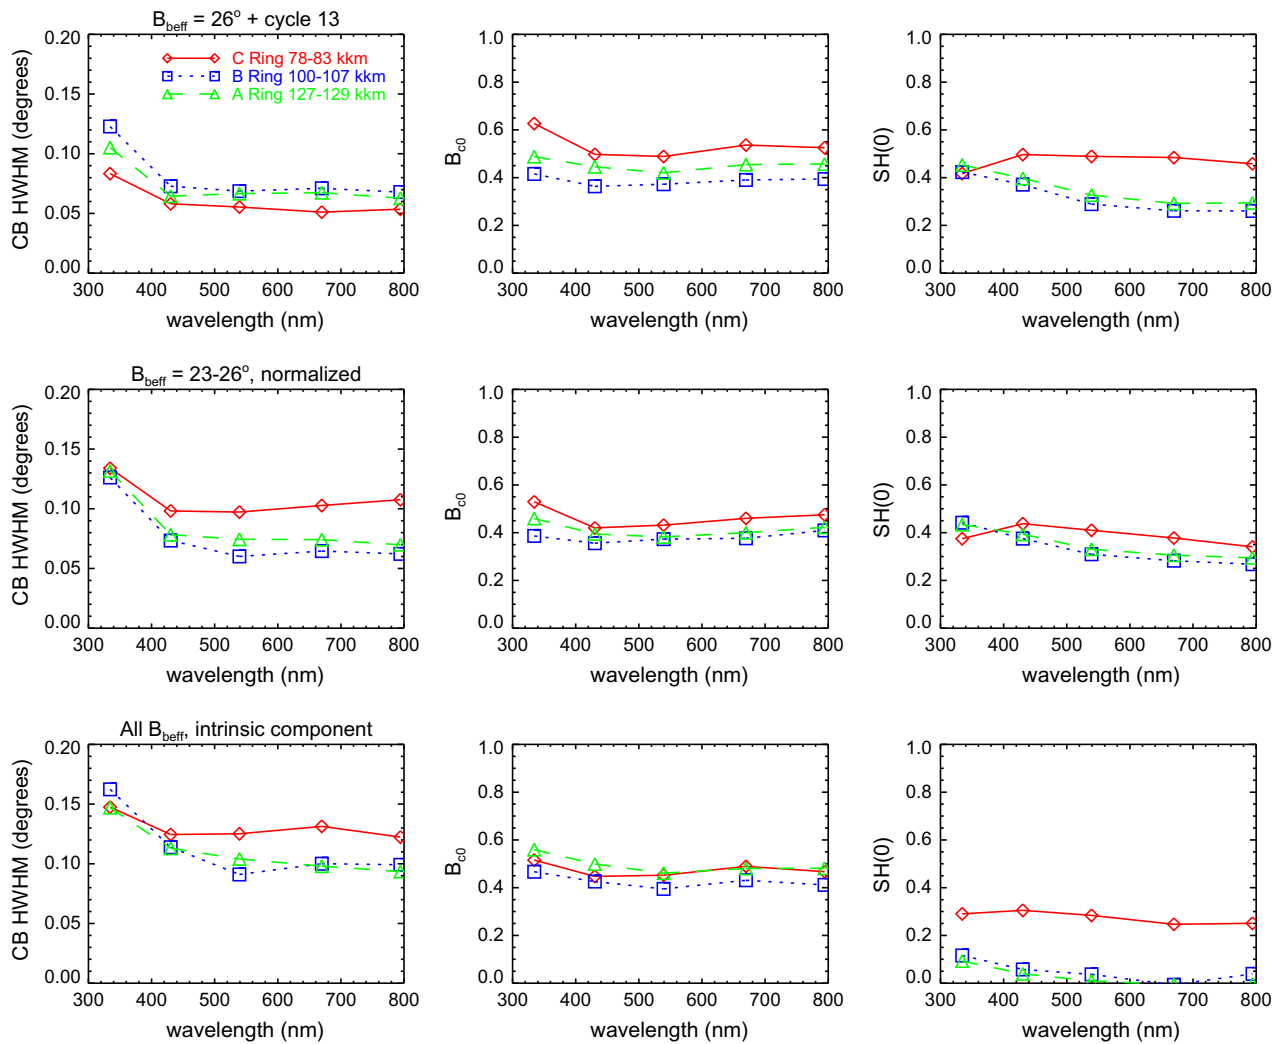 B_beff = 26° + cycle 13
CB HWHM (degrees)
0.20
0.15
0.10
0.05
0.00
C Ring 78-83 kkm
B Ring 100-107 kkm
A Ring 127-129 kkm
300 400 500 600 700 800
wavelength (nm)
B_c0
1.0
0.8
0.6
0.4
0.2
0.0
300 400 500 600 700 800
wavelength (nm)
SH(0)
1.0
0.8
0.6
0.4
0.2
0.0
300 400 500 600 700 800
wavelength (nm)
B_beff = 23-26°, normalized
CB HWHM (degrees)
0.20
0.15
0.10
0.05
0.00
300 400 500 600 700 800
wavelength (nm)
B_c0
1.0
0.8
0.6
0.4
0.2
0.0
300 400 500 600 700 800
wavelength (nm)
SH(0)
1.0
0.8
0.6
0.4
0.2
0.0
300 400 500 600 700 800
wavelength (nm)
All B_beff, intrinsic component
CB HWHM (degrees)
0.20
0.15
0.10
0.05
0.00
300 400 500 600 700 800
wavelength (nm)
B_c0
1.0
0.8
0.6
0.4
0.2
0.0
300 400 500 600 700 800
wavelength (nm)
SH(0)
1.0
0.8
0.6
0.4
0.2
0.0
300 400 500 600 700 800
wavelength (nm)